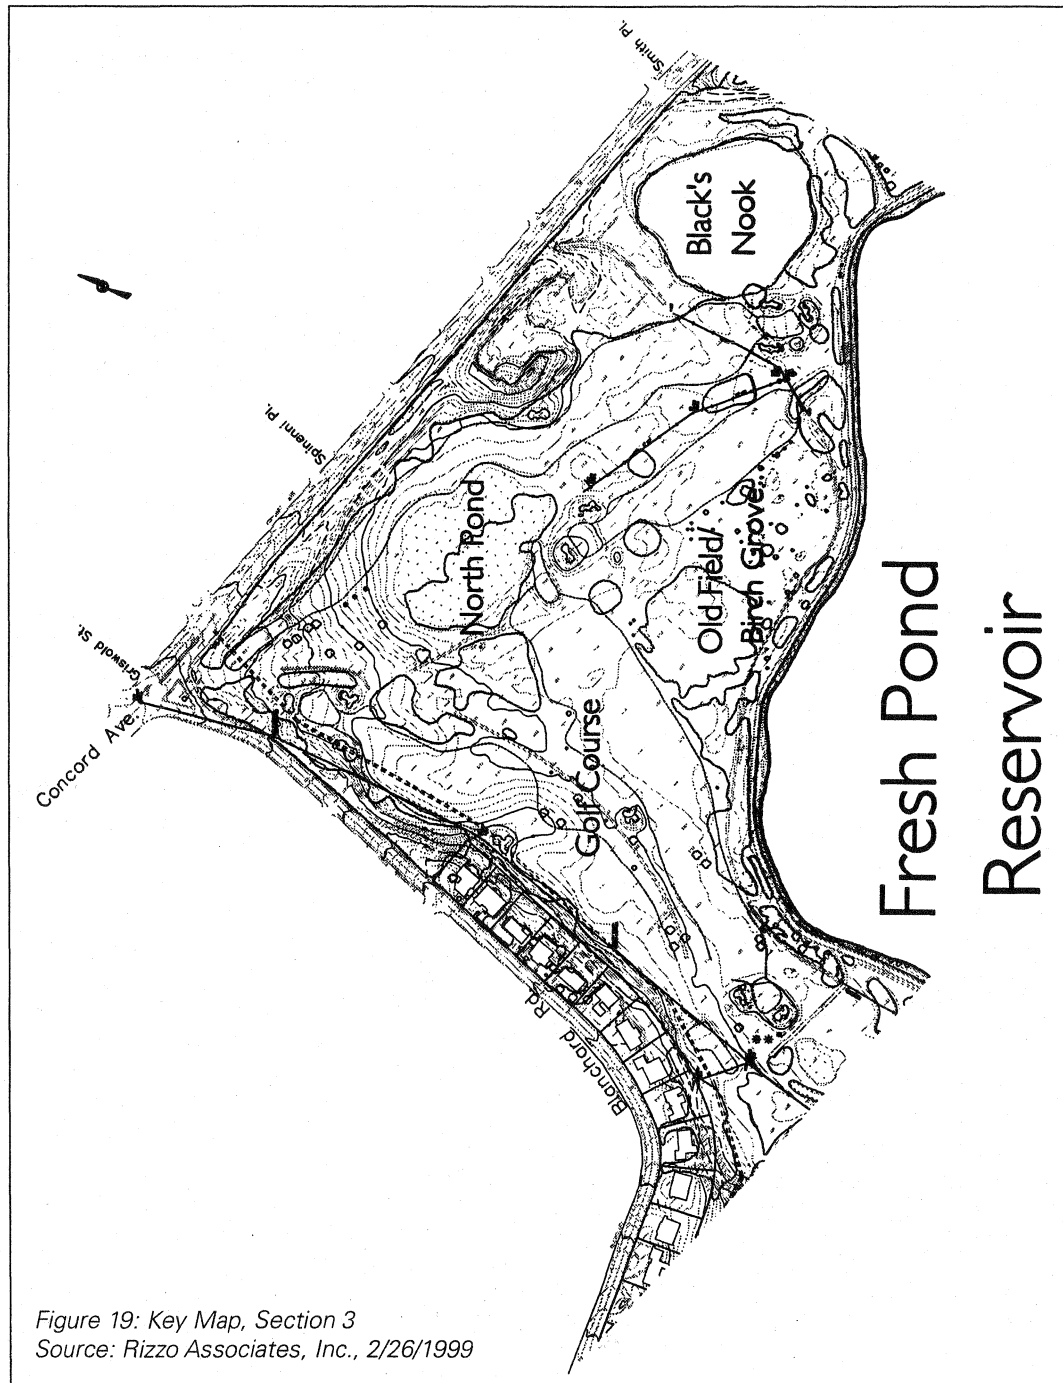 Smith Pl.
Black's
Nook
Spinenni Pl.
North Pond
Griswold St.
Concord Ave.
Old Field/
Birch Grove
Golf Course
Fresh Pond
Reservoir
Blanchard Rd
Figure 19: Key Map, Section 3
Source: Rizzo Associates, Inc., 2/26/1999